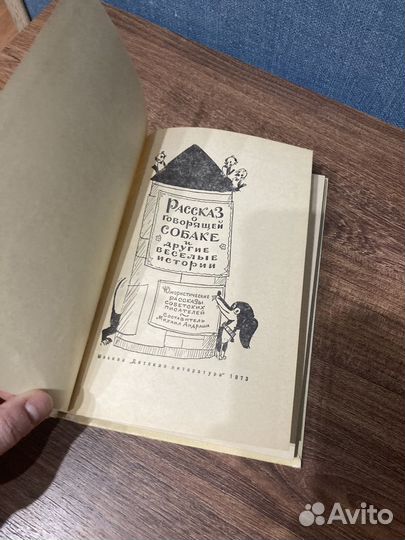 Рассказ
о
говорящей
собаке
и
другие
веселые
истории
Юмористические
рассказы
советских
писателей
Составитель
Михаил Андраша
Москва „Детская литература" 1973
Avito